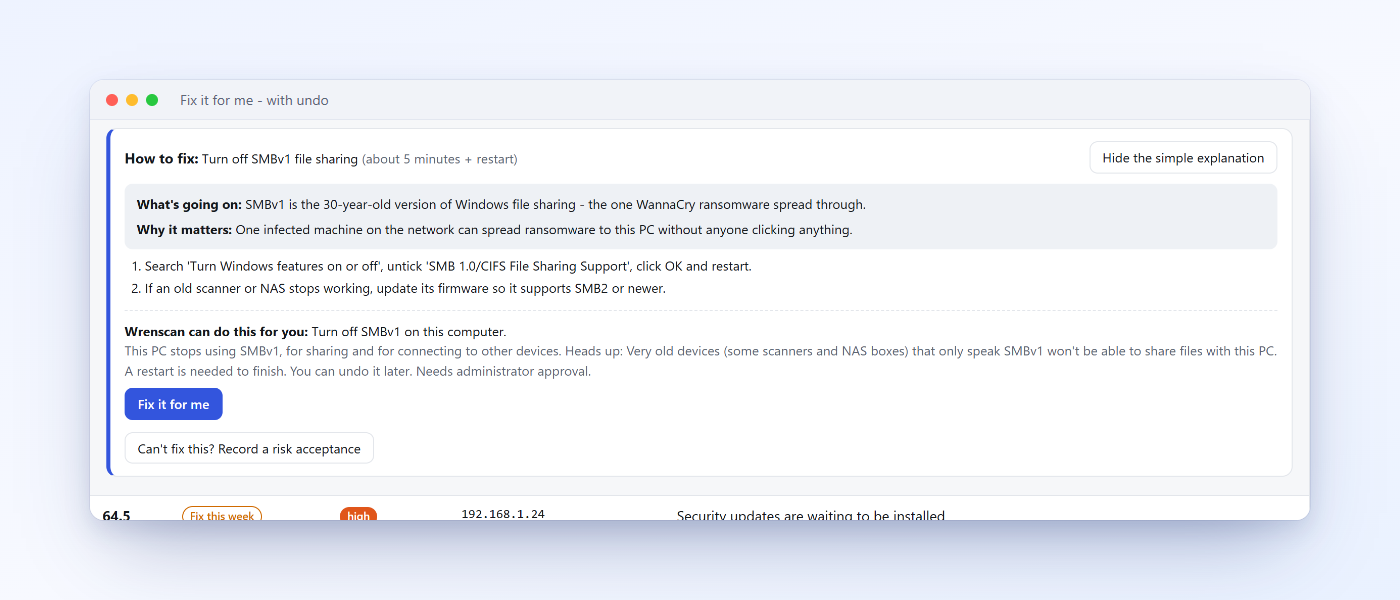 Fix it for me - with undo
How to fix: Turn off SMBv1 file sharing (about 5 minutes + restart)
Hide the simple explanation
What's going on: SMBv1 is the 30-year-old version of Windows file sharing - the one WannaCry ransomware spread through.
Why it matters: One infected machine on the network can spread ransomware to this PC without anyone clicking anything.
1. Search 'Turn Windows features on or off', untick 'SMB 1.0/CIFS File Sharing Support', click OK and restart.
2. If an old scanner or NAS stops working, update its firmware so it supports SMB2 or newer.
Wrenscan can do this for you: Turn off SMBv1 on this computer.
This PC stops using SMBv1, for sharing and for connecting to other devices. Heads up: Very old devices (some scanners and NAS boxes) that only speak SMBv1 won't be able to share files with this PC.
A restart is needed to finish. You can undo it later. Needs administrator approval.
Fix it for me
Can't fix this? Record a risk acceptance
64.5 Fix this week high 192.168.1.24 Security updates are waiting to be installed